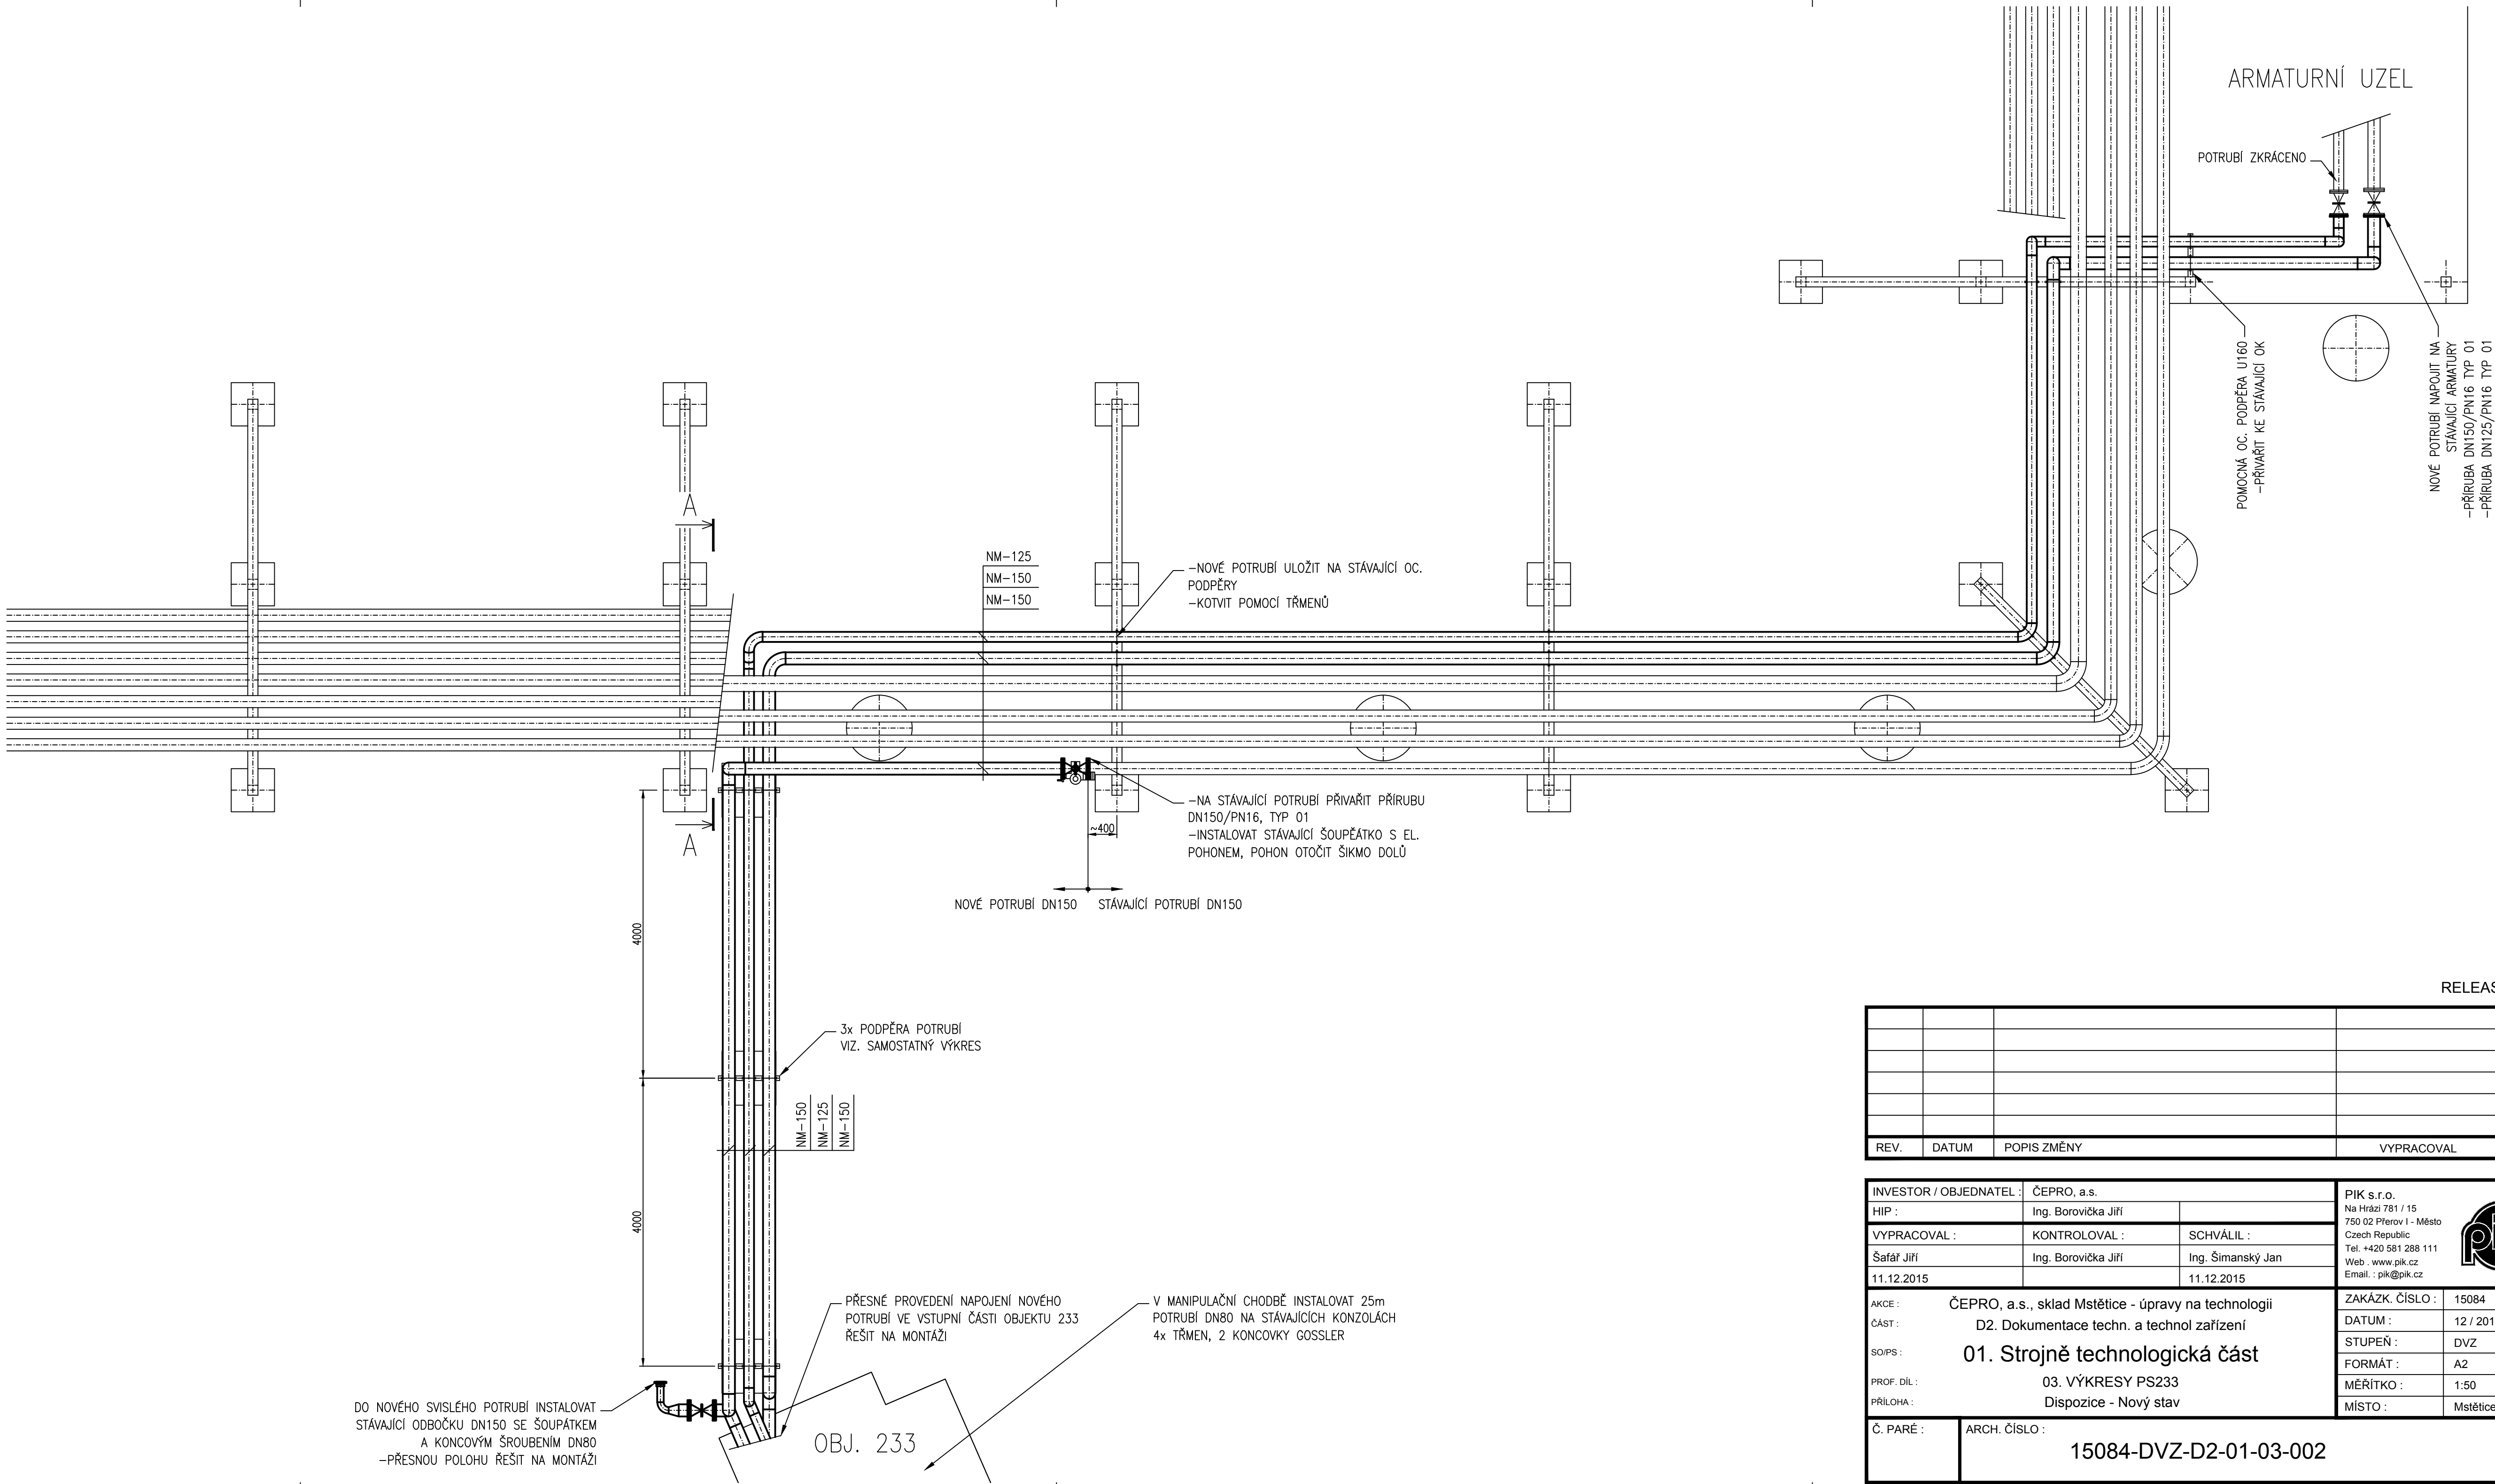 ARMATURNÍ UZEL
POTRUBÍ ZKRÁCENO
POMOCNÁ OC. PODPĚRA U160
-PŘIVAŘIT KE STÁVAJÍCÍ OK
NOVÉ POTRUBÍ NAPOJIT NA
STÁVAJÍCÍ ARMATURY
-PŘÍRUBA DN150/PN16 TYP 01
-PŘÍRUBA DN125/PN16 TYP 01
A
NM-125
NM-150
NM-150
-NOVÉ POTRUBÍ ULOŽIT NA STÁVAJÍCÍ OC.
PODPĚRY
-KOTVIT POMOCÍ TŘMENŮ
-NA STÁVAJÍCÍ POTRUBÍ PŘIVAŘIT PŘÍRUBU
DN150/PN16, TYP 01
-INSTALOVAT STÁVAJÍCÍ ŠOUPĚÁTKO S EL.
POHONEM, POHON OTOČIT ŠIKMO DOLŮ
~400
A
NOVÉ POTRUBÍ DN150
STÁVAJÍCÍ POTRUBÍ DN150
4000
3x PODPĚRA POTRUBÍ
VIZ. SAMOSTATNÝ VÝKRES
NM-150
NM-125
NM-150
4000
PŘESNÉ PROVEDENÍ NAPOJENÍ NOVÉHO
POTRUBÍ VE VSTUPNÍ ČÁSTI OBJEKTU 233
ŘEŠIT NA MONTÁŽI
V MANIPULAČNÍ CHODBĚ INSTALOVAT 25m
POTRUBÍ DN80 NA STÁVAJÍCÍCH KONZOLÁCH
4x TŘMEN, 2 KONCOVKY GOSSLER
DO NOVÉHO SVISLÉHO POTRUBÍ INSTALOVAT
STÁVAJÍCÍ ODBOČKU DN150 SE ŠOUPÁTKEM
A KONCOVÝM ŠROUBENÍM DN80
-PŘESNOU POLOHU ŘEŠIT NA MONTÁŽI
OBJ. 233
RELEAS
REV. DATUM POPIS ZMĚNY VYPRACOVAL
INVESTOR / OBJEDNATEL : ČEPRO, a.s.
HIP : Ing. Borovička Jiří
VYPRACOVAL : KONTROLOVAL : SCHVÁLIL :
Šafář Jiří Ing. Borovička Jiří Ing. Šimanský Jan
11.12.2015 11.12.2015
PIK s.r.o.
Na Hrázi 781 / 15
750 02 Přerov I - Město
Czech Republic
Tel. +420 581 288 111
Web . www.pik.cz
Email. : pik@pik.cz
AKCE : ČEPRO, a.s., sklad Mstětice - úpravy na technologii
ČÁST : D2. Dokumentace techn. a technol zařízení
SO/PS : 01. Strojně technologická část
PROF. DÍL : 03. VÝKRESY PS233
PŘÍLOHA : Dispozice - Nový stav
ZAKÁZK. ČÍSLO : 15084
DATUM : 12 / 201
STUPEŇ : DVZ
FORMÁT : A2
MĚŘÍTKO : 1:50
MÍSTO : Mstětice
Č. PARÉ :
ARCH. ČÍSLO :
15084-DVZ-D2-01-03-002